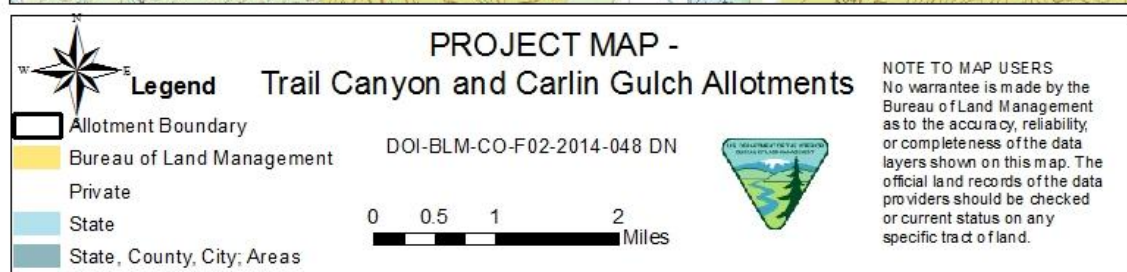 PROJECT MAP -
Trail Canyon and Carlin Gulch Allotments
DOI-BLM-CO-F02-2014-048 DN
N
W
E
S
Legend
Allotment Boundary
Bureau of Land Management
Private
State
State, County, City; Areas
0 0.5 1 2
Miles
NOTE TO MAP USERS
No warrantee is made by the
Bureau of Land Management
as to the accuracy, reliability,
or completeness of the data
layers shown on this map. The
official land records of the data
providers should be checked
or current status on any
specific tract of land.